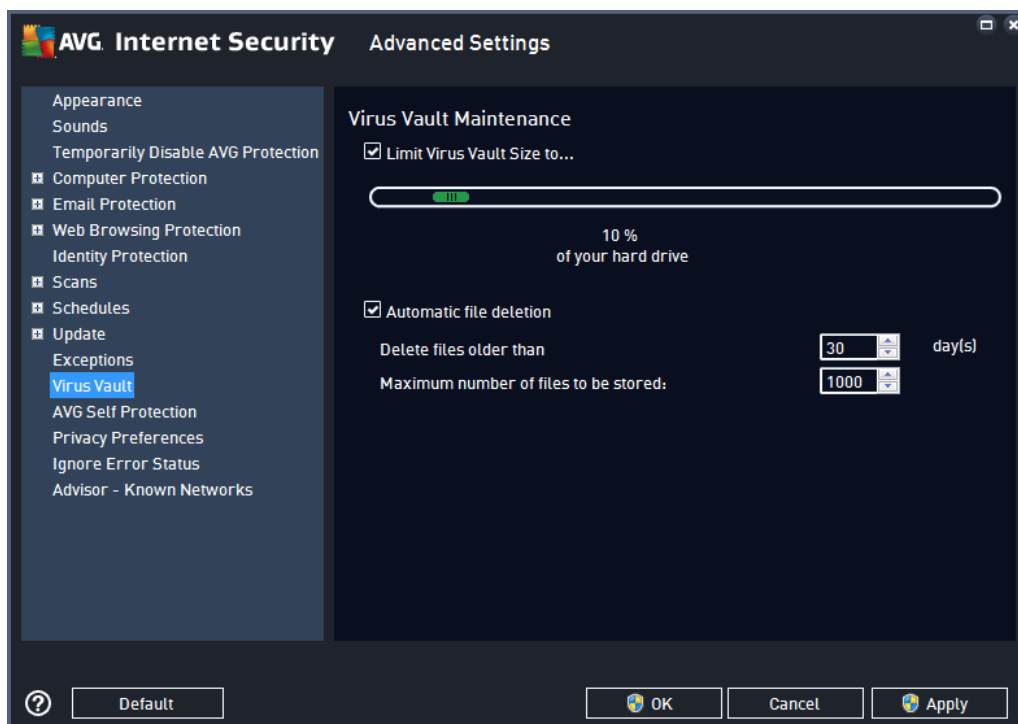 AVG. Internet Security Advanced Settings
Appearance
Sounds
Temporarily Disable AVG Protection
Computer Protection
Email Protection
Web Browsing Protection
Identity Protection
Scans
Schedules
Update
Exceptions
Virus Vault
AVG Self Protection
Privacy Preferences
Ignore Error Status
Advisor - Known Networks
Virus Vault Maintenance
Limit Virus Vault Size to...
10 %
of your hard drive
Automatic file deletion
Delete files older than 30 day(s)
Maximum number of files to be stored: 1000
? Default OK Cancel Apply